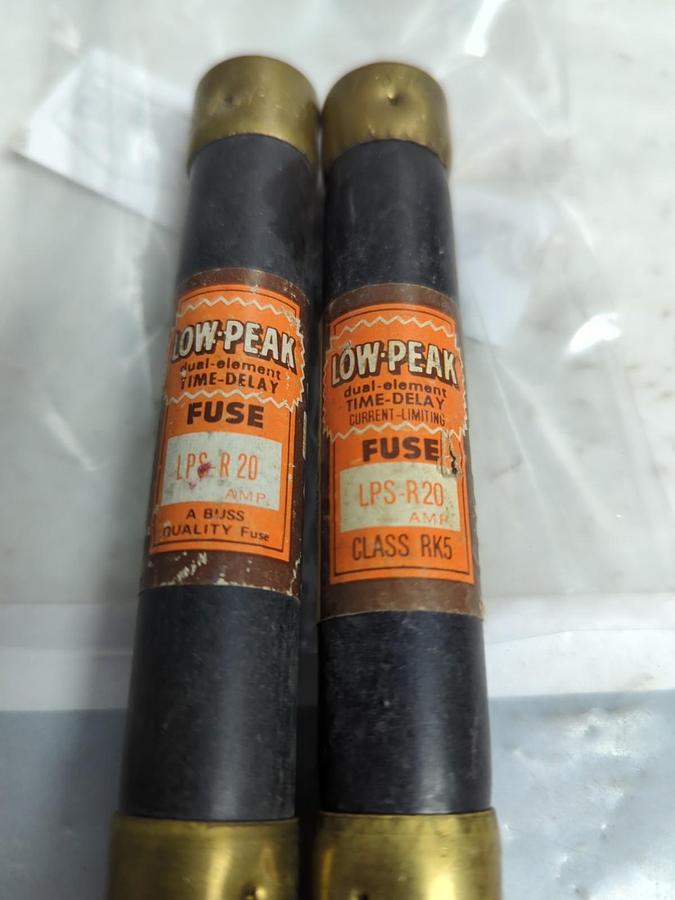 LOW-PEAK
dual-element
TIME-DELAY
FUSE
LPS-R 20
AMP.
A BUSS
QUALITY Fuse
LOW-PEAK
dual-element
TIME-DELAY
CURRENT-LIMITING
FUSE
LPS-R 20
AMP.
CLASS RK5